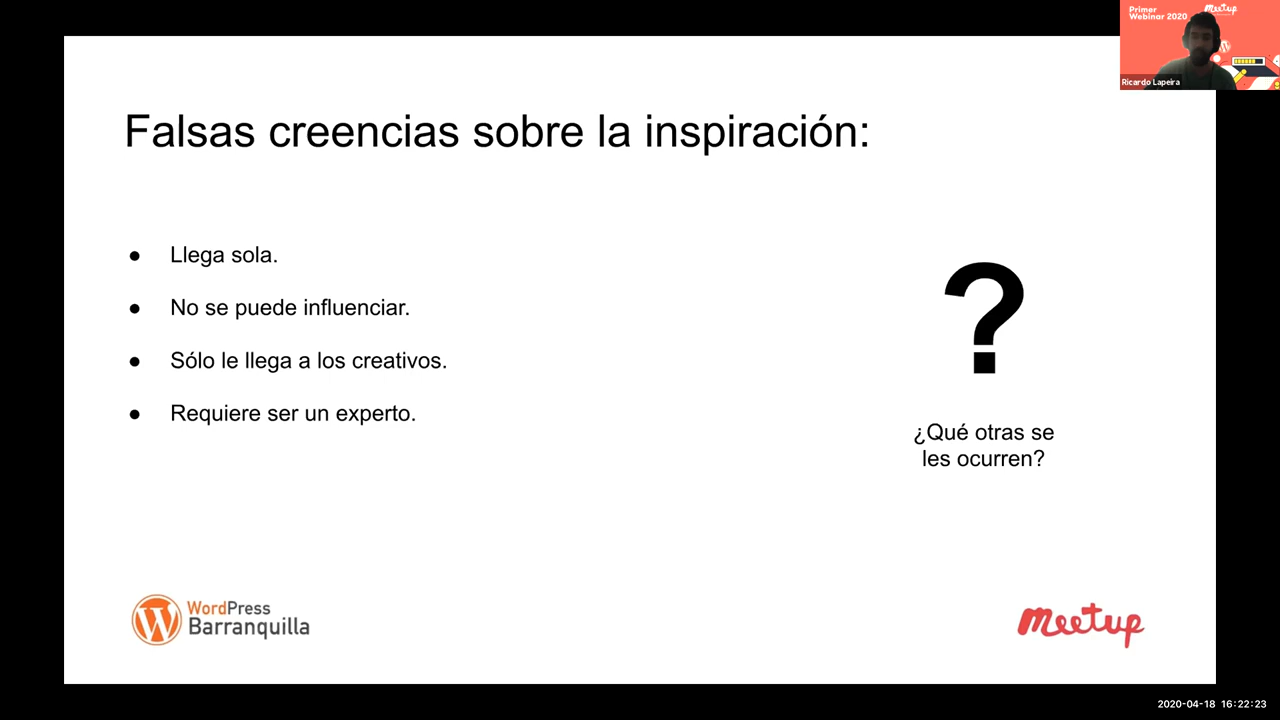 Primer
Webinar 2020
Meetup
Ricardo Lapeira
Falsas creencias sobre la inspiración:
● Llega sola.
● No se puede influenciar.
● Sólo le llega a los creativos.
● Requiere ser un experto.
?
¿Qué otras se
les ocurren?
WordPress
Barranquilla
Meetup
2020-04-18 16:22:23